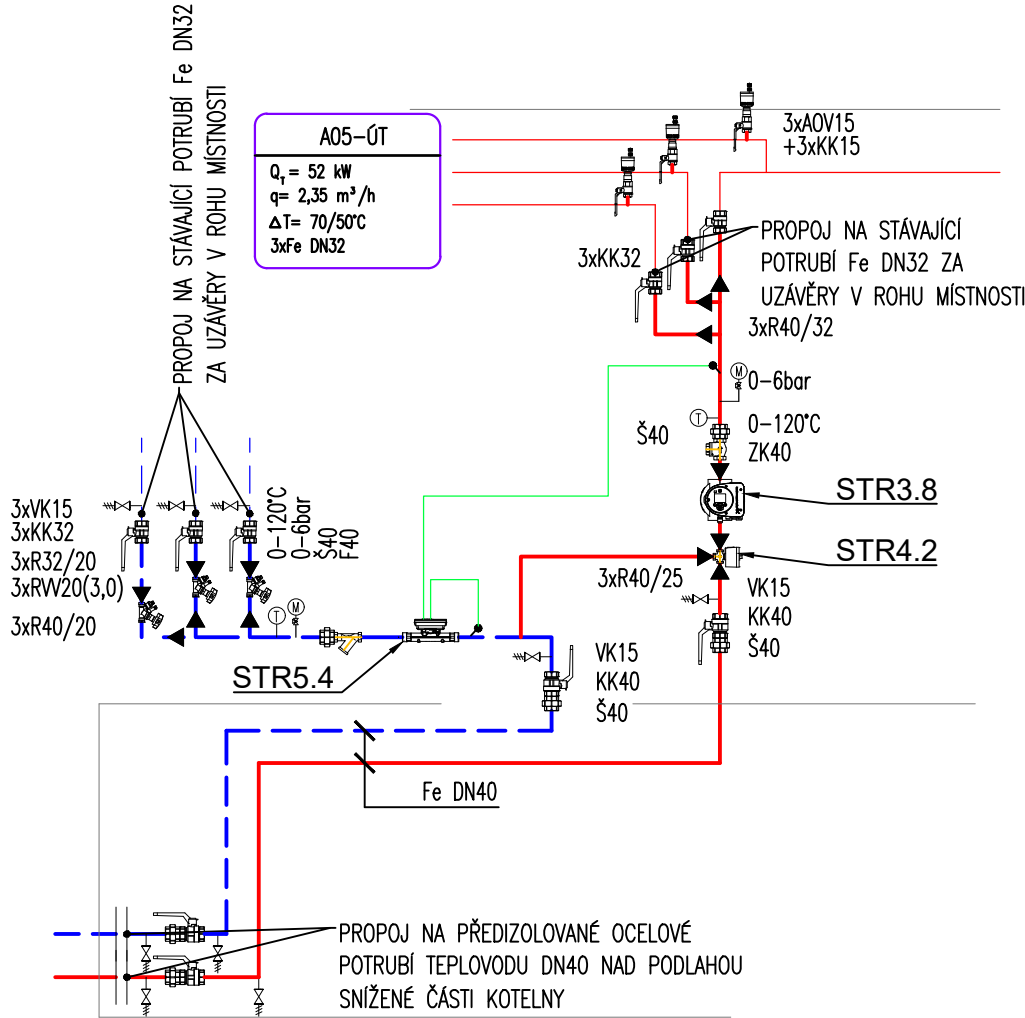 PROPOJ NA STÁVAJÍCÍ POTRUBÍ Fe DN32
ZA UZÁVĚRY V ROHU MÍSTNOSTI
A05-ÚT
Qᴛ = 52 kW
q= 2,35 m³/h
ΔT= 70/50°C
3xFe DN32
3xAOV15
+3xKK15
3xKK32
PROPOJ NA STÁVAJÍCÍ
POTRUBÍ Fe DN32 ZA
UZÁVĚRY V ROHU MÍSTNOSTI
3xR40/32
M
0-6bar
T
0-120°C
Š40
ZK40
STR3.8
STR4.2
3xR40/25
VK15
KK40
Š40
3xVK15
3xKK32
3xR32/20
3xRVV20(3,0)
3xR40/20
0-120°C
0-6bar
Š40
F40
T
M
STR5.4
VK15
KK40
Š40
Fe DN40
PROPOJ NA PŘEDIZOLOVANÉ OCELOVÉ
POTRUBÍ TEPLOVODU DN40 NAD PODLAHOU
SNÍŽENÉ ČÁSTI KOTELNY